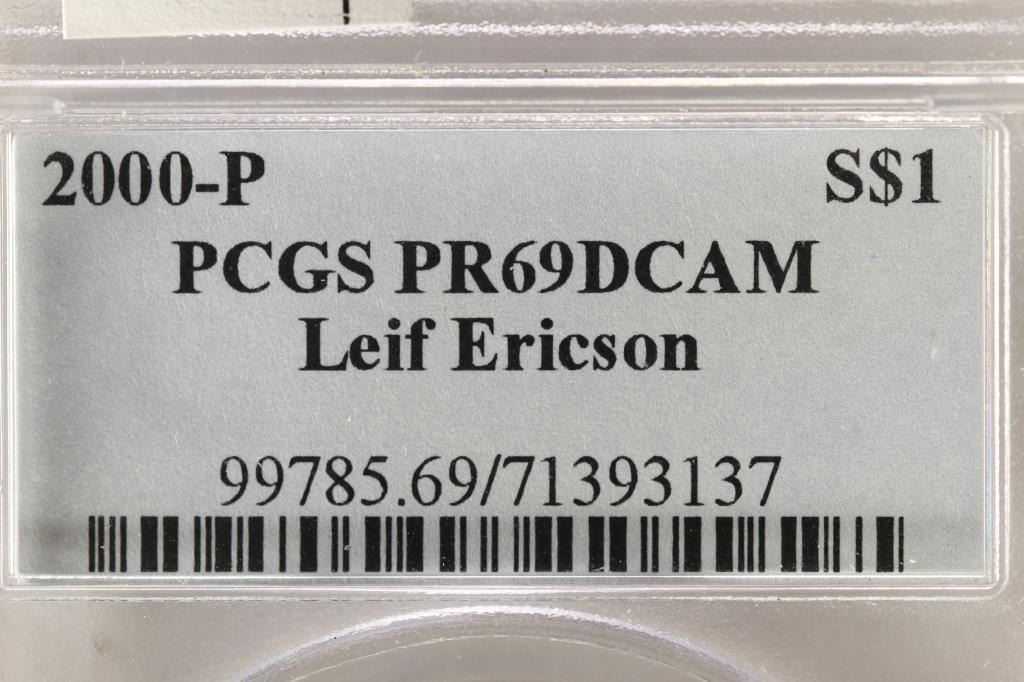 2000-P S$1
PCGS PR69DCAM
Leif Ericson
99785.69/71393137